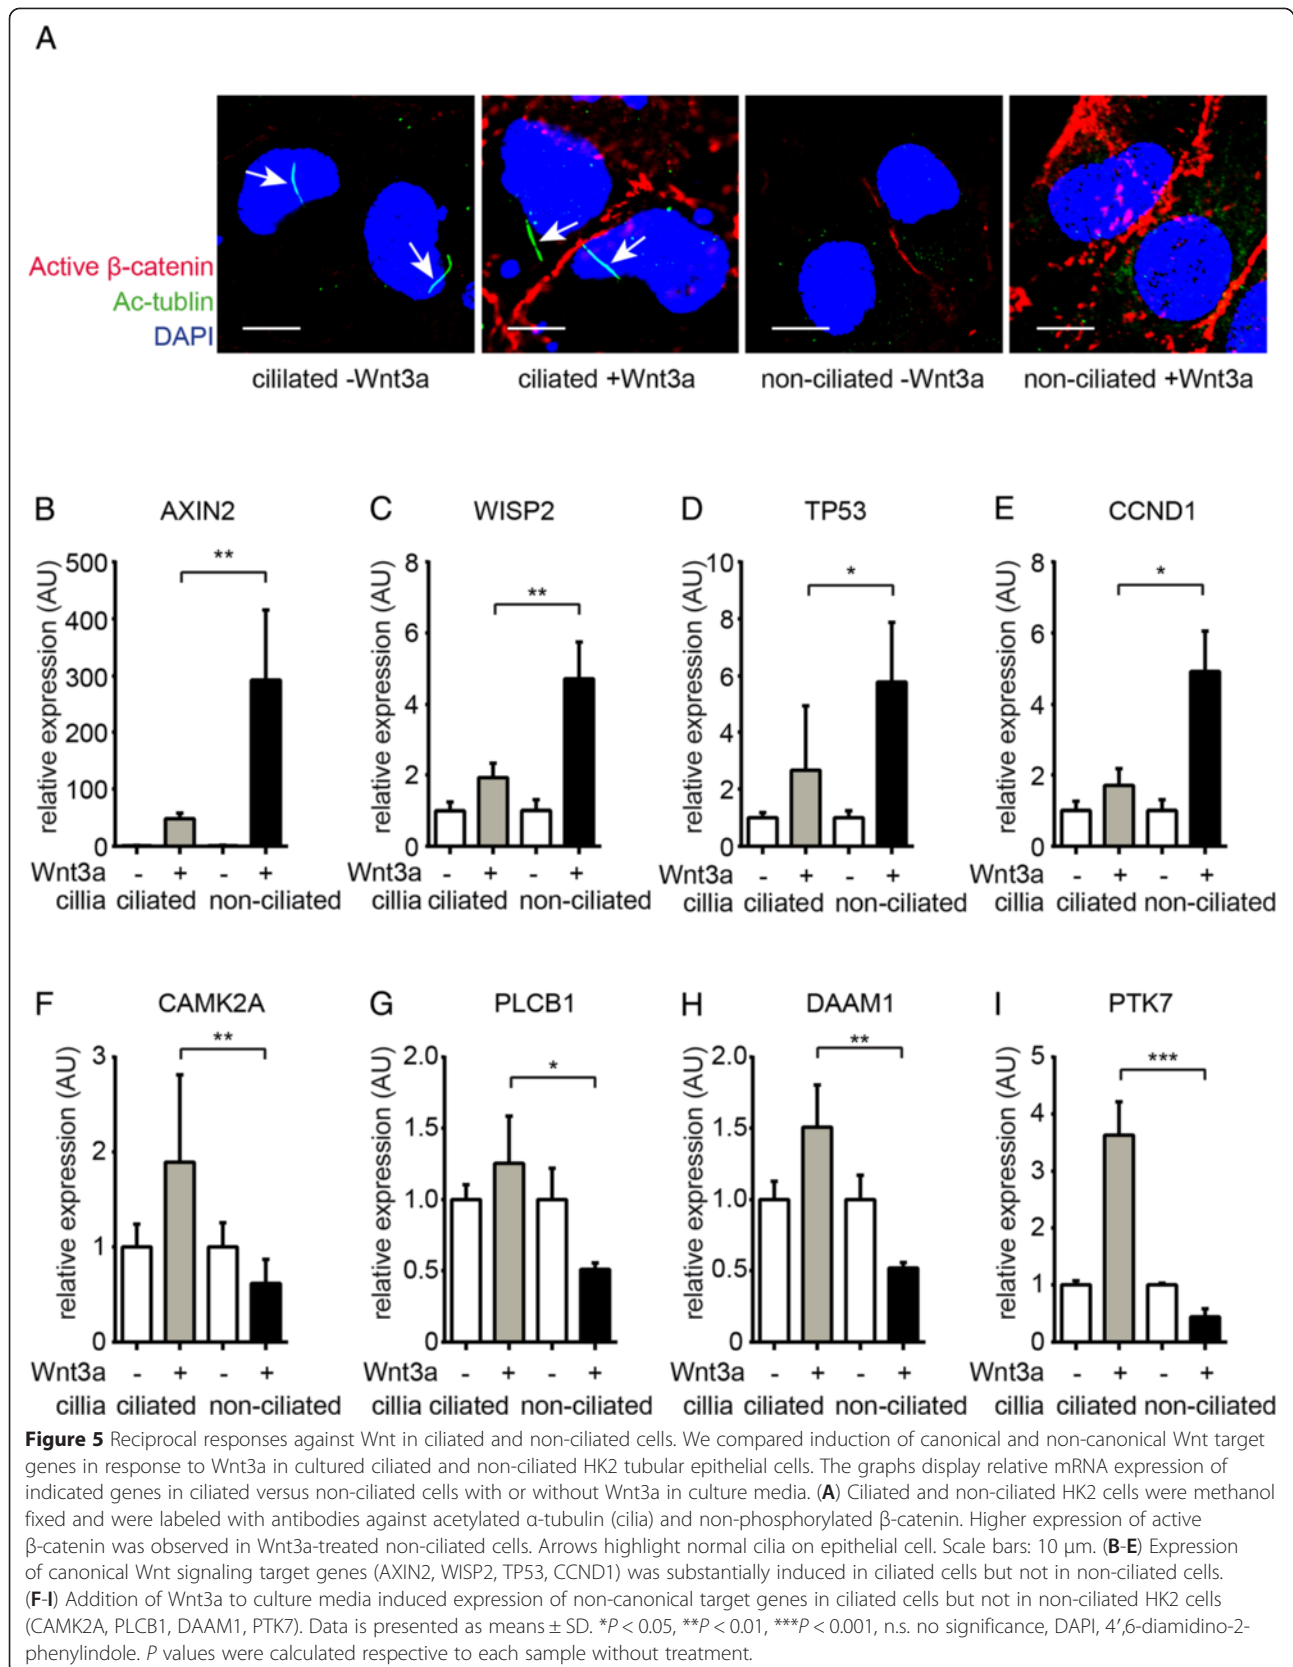 A
Active β-catenin
Ac-tublin
DAPI
cililated -Wnt3a
ciliated +Wnt3a
non-ciliated -Wnt3a
non-ciliated +Wnt3a
B AXIN2
relative expression (AU)
500
400
300
200
100
0
**
Wnt3a - + - +
cillia ciliated non-ciliated
C WISP2
relative expression (AU)
8
6
4
2
0
**
Wnt3a - + - +
cillia ciliated non-ciliated
D TP53
relative expression (AU)
10
8
6
4
2
0
*
Wnt3a - + - +
cillia ciliated non-ciliated
E CCND1
relative expression (AU)
8
6
4
2
0
*
Wnt3a - + - +
cillia ciliated non-ciliated
F CAMK2A
relative expression (AU)
3
2
1
0
**
Wnt3a - + - +
cillia ciliated non-ciliated
G PLCB1
relative expression (AU)
2.0
1.5
1.0
0.5
0
*
Wnt3a - + - +
cillia ciliated non-ciliated
H DAAM1
relative expression (AU)
2.0
1.5
1.0
0.5
0
**
Wnt3a - + - +
cillia ciliated non-ciliated
I PTK7
relative expression (AU)
5
4
3
2
1
0
***
Wnt3a - + - +
cillia ciliated non-ciliated
Figure 5 Reciprocal responses against Wnt in ciliated and non-ciliated cells. We compared induction of canonical and non-canonical Wnt target
genes in response to Wnt3a in cultured ciliated and non-ciliated HK2 tubular epithelial cells. The graphs display relative mRNA expression of
indicated genes in ciliated versus non-ciliated cells with or without Wnt3a in culture media. (A) Ciliated and non-ciliated HK2 cells were methanol
fixed and were labeled with antibodies against acetylated α-tubulin (cilia) and non-phosphorylated β-catenin. Higher expression of active
β-catenin was observed in Wnt3a-treated non-ciliated cells. Arrows highlight normal cilia on epithelial cell. Scale bars: 10 μm. (B-E) Expression
of canonical Wnt signaling target genes (AXIN2, WISP2, TP53, CCND1) was substantially induced in ciliated cells but not in non-ciliated cells.
(F-I) Addition of Wnt3a to culture media induced expression of non-canonical target genes in ciliated cells but not in non-ciliated HK2 cells
(CAMK2A, PLCB1, DAAM1, PTK7). Data is presented as means ± SD. *P < 0.05, **P < 0.01, ***P < 0.001, n.s. no significance, DAPI, 4′,6-diamidino-2-
phenylindole. P values were calculated respective to each sample without treatment.